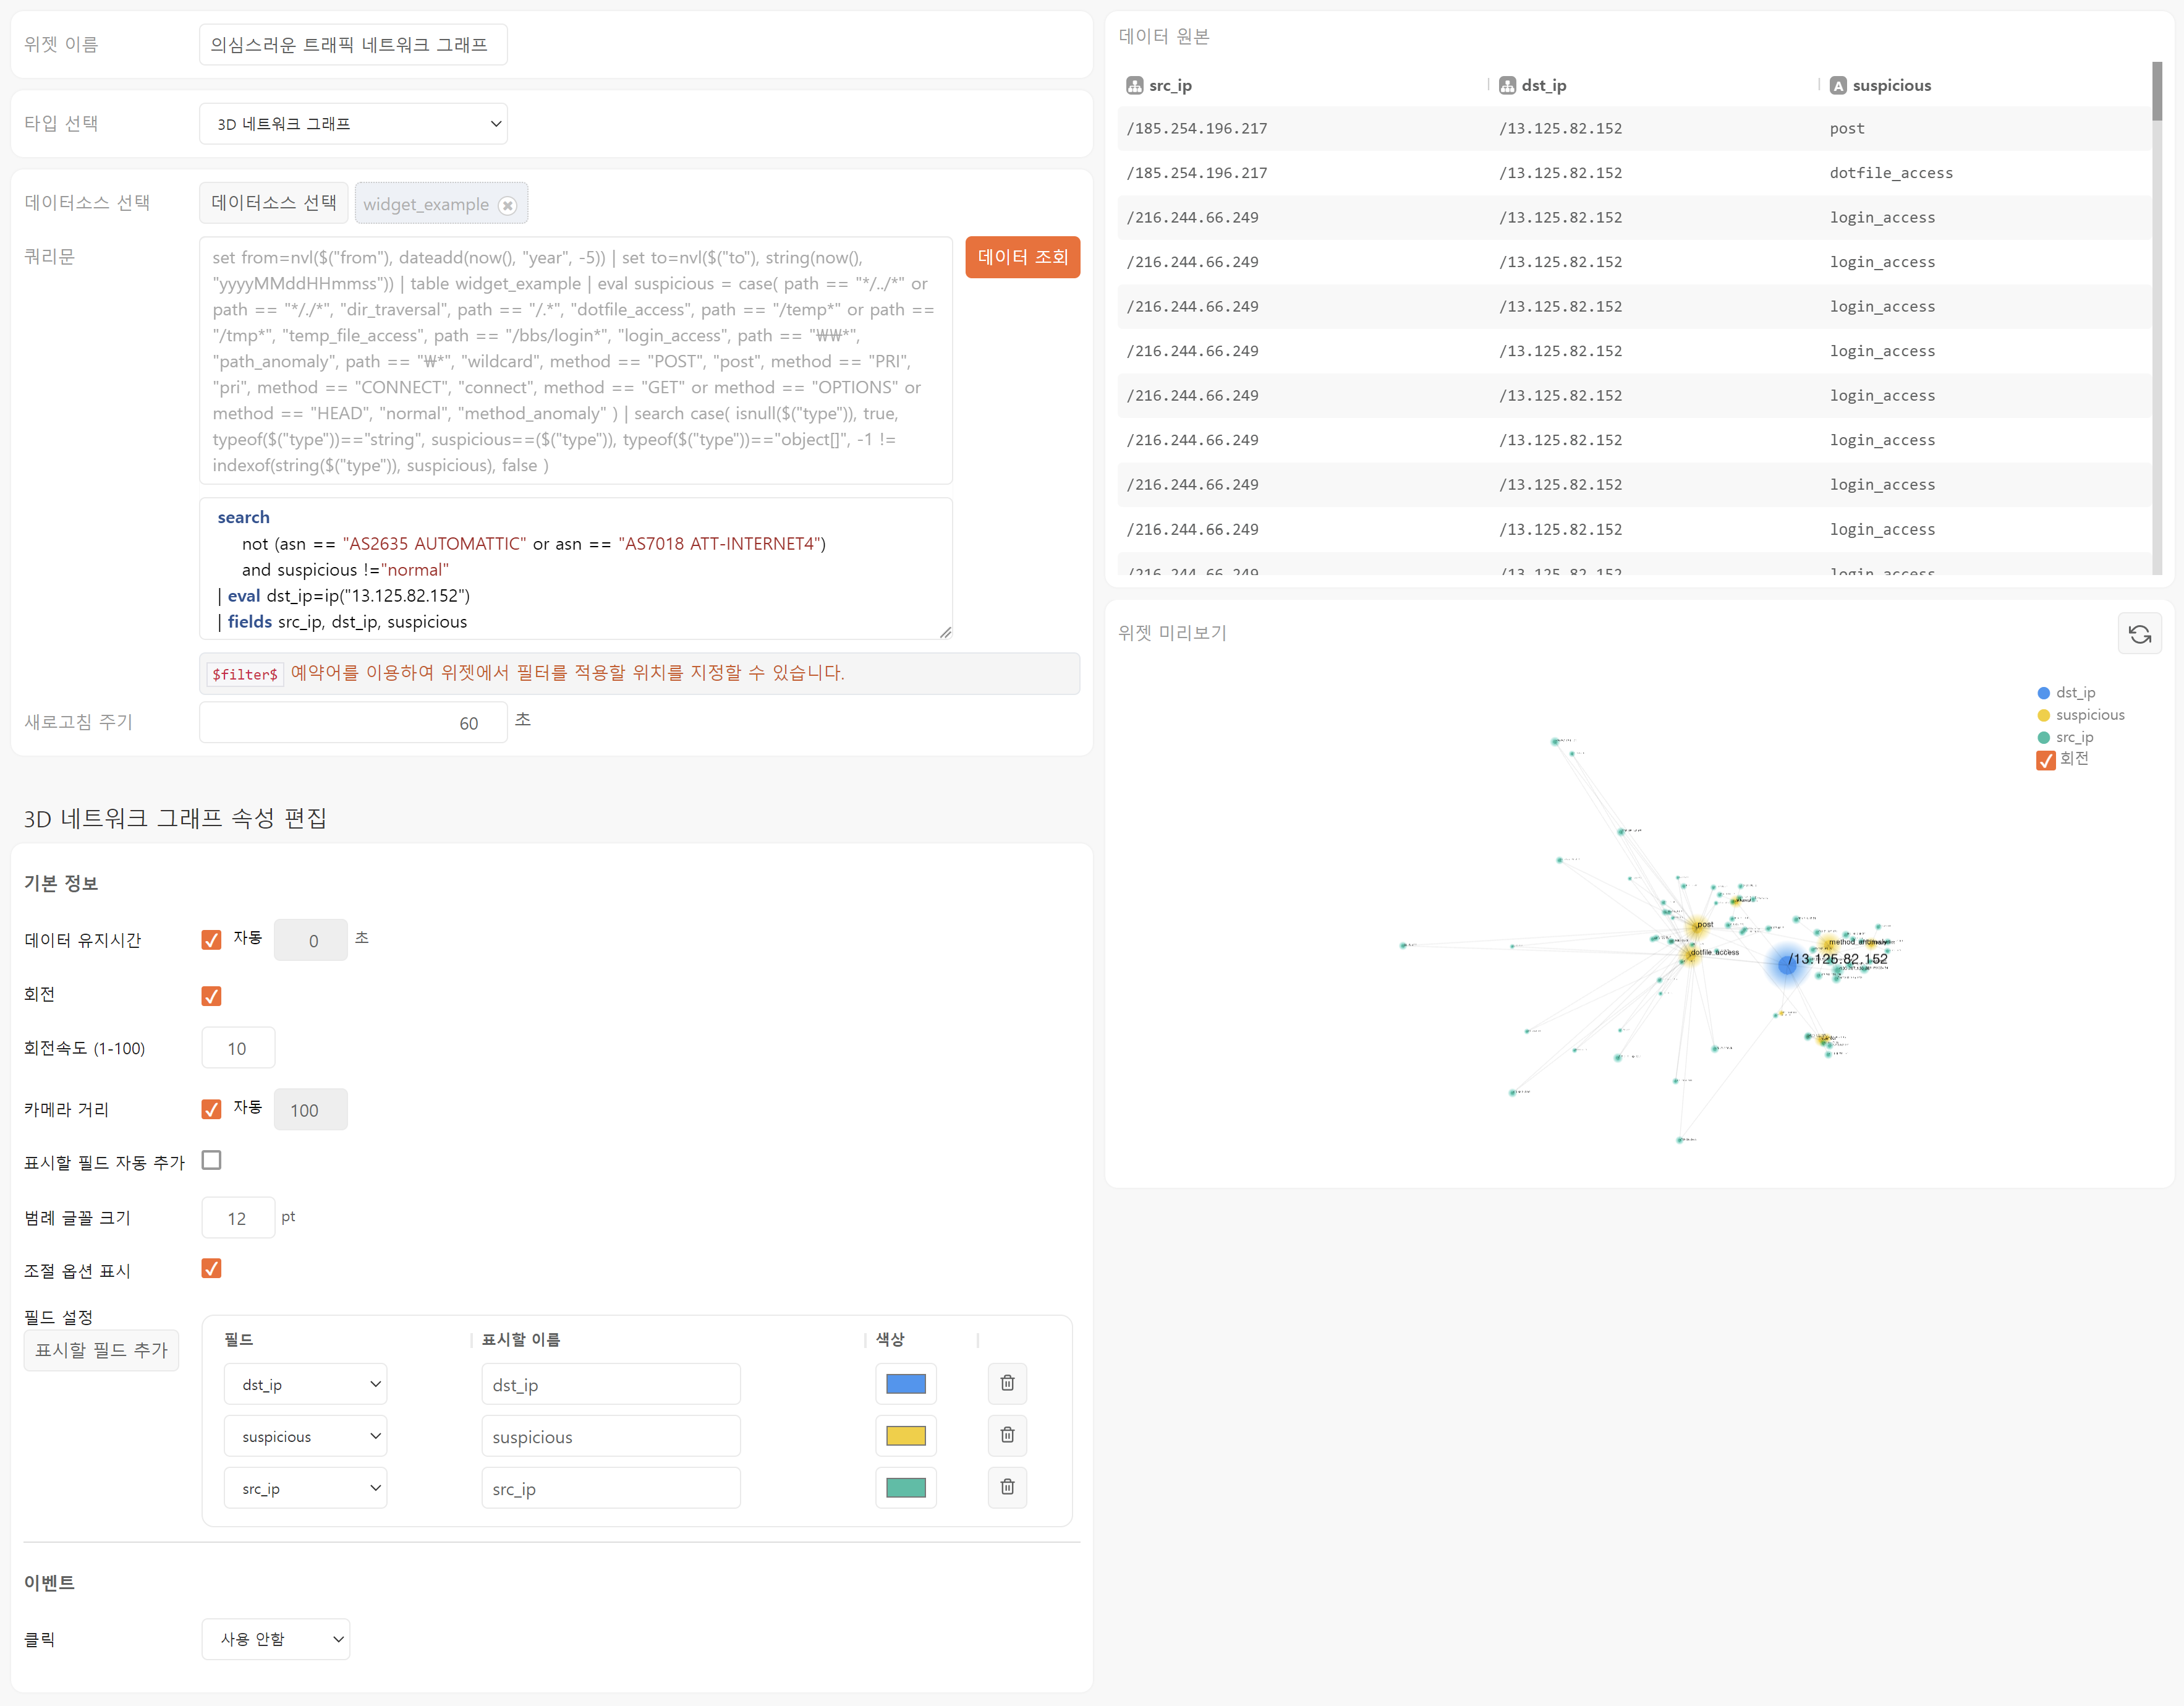 위젯 이름
의심스러운 트래픽 네트워크 그래프
타입 선택
3D 네트워크 그래프
데이터소스 선택
데이터소스 선택
widget_example
쿼리문
set from=nvl($("from"), dateadd(now(), "year", -5)) | set to=nvl($("to"), string(now(),
"yyyyMMddHHmmss")) | table widget_example | eval suspicious = case( path == "*/../*" or
path == "*/./*", "dir_traversal", path == "/.*", "dotfile_access", path == "/temp*" or path ==
"/tmp*", "temp_file_access", path == "/bbs/login*", "login_access", path == "₩₩*",
"path_anomaly", path == "₩*", "wildcard", method == "POST", "post", method == "PRI",
"pri", method == "CONNECT", "connect", method == "GET" or method == "OPTIONS" or
method == "HEAD", "normal", "method_anomaly" ) | search case( isnull($("type")), true,
typeof($("type"))=="string", suspicious==($("type")), typeof($("type"))=="object[]", -1 !=
indexof(string($("type")), suspicious), false )
데이터 조회
search
not (asn == "AS2635 AUTOMATTIC" or asn == "AS7018 ATT-INTERNET4")
and suspicious !="normal"
| eval dst_ip=ip("13.125.82.152")
| fields src_ip, dst_ip, suspicious
$filter$ 예약어를 이용하여 위젯에서 필터를 적용할 위치를 지정할 수 있습니다.
새로고침 주기
60 초
3D 네트워크 그래프 속성 편집
기본 정보
데이터 유지시간
자동 0 초
회전
회전속도 (1-100)
10
카메라 거리
자동 100
표시할 필드 자동 추가
범례 글꼴 크기
12 pt
조절 옵션 표시
필드 설정
표시할 필드 추가
필드 표시할 이름 색상
dst_ip dst_ip
suspicious suspicious
src_ip src_ip
이벤트
클릭
사용 안함
데이터 원본
src_ip dst_ip A suspicious
/185.254.196.217 /13.125.82.152 post
/185.254.196.217 /13.125.82.152 dotfile_access
/216.244.66.249 /13.125.82.152 login_access
/216.244.66.249 /13.125.82.152 login_access
/216.244.66.249 /13.125.82.152 login_access
/216.244.66.249 /13.125.82.152 login_access
/216.244.66.249 /13.125.82.152 login_access
/216.244.66.249 /13.125.82.152 login_access
/216.244.66.249 /13.125.82.152 login_access
/216.244.66.249 /13.125.82.152 login_access
/216.244.66.249 /13.125.82.152 login_access
위젯 미리보기
dst_ip
suspicious
src_ip
회전
post
method_anomaly
dotfile_access
/13.125.82.152